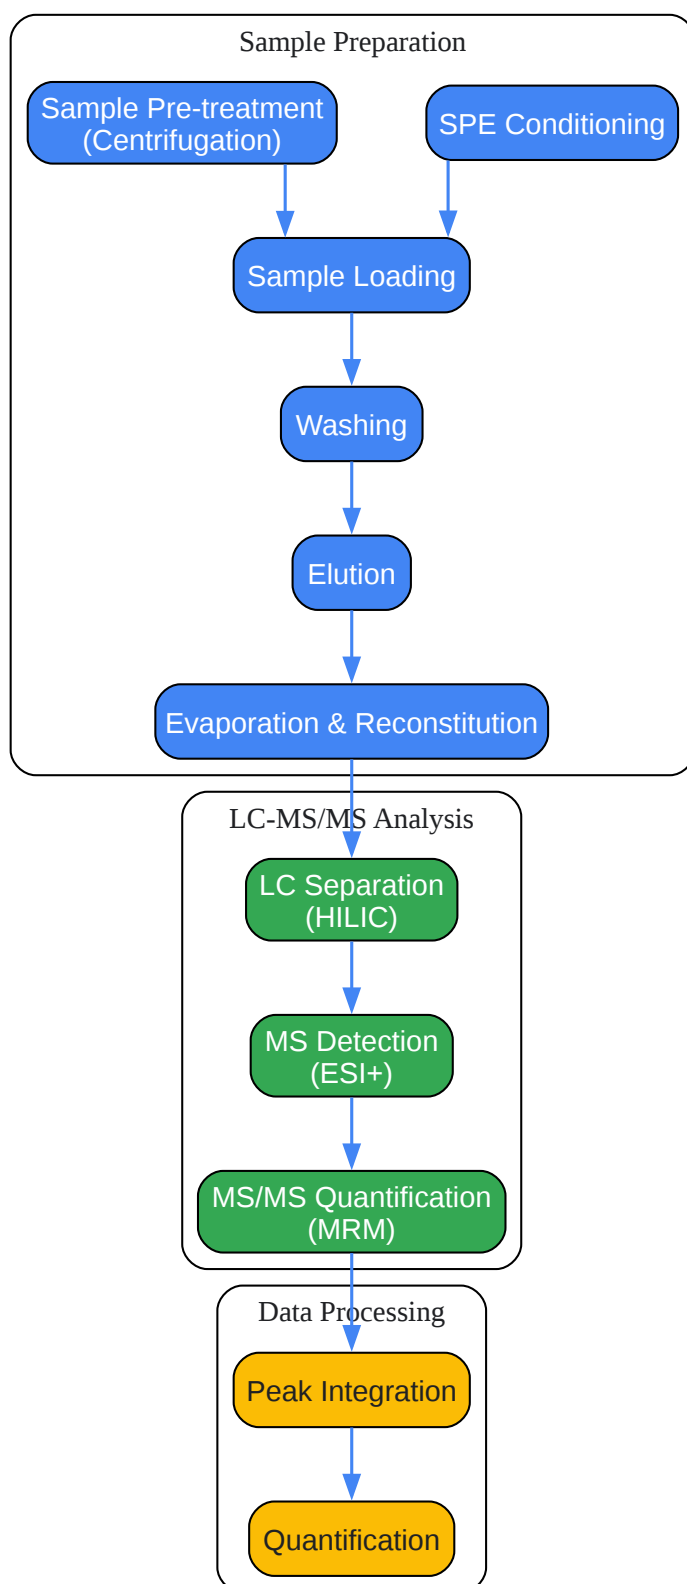 Sample Preparation
Sample Pre-treatment
(Centrifugation)
SPE Conditioning
Sample Loading
Washing
Elution
Evaporation & Reconstitution
LC-MS/MS Analysis
LC Separation
(HILIC)
MS Detection
(ESI+)
MS/MS Quantification
(MRM)
Data Processing
Peak Integration
Quantification